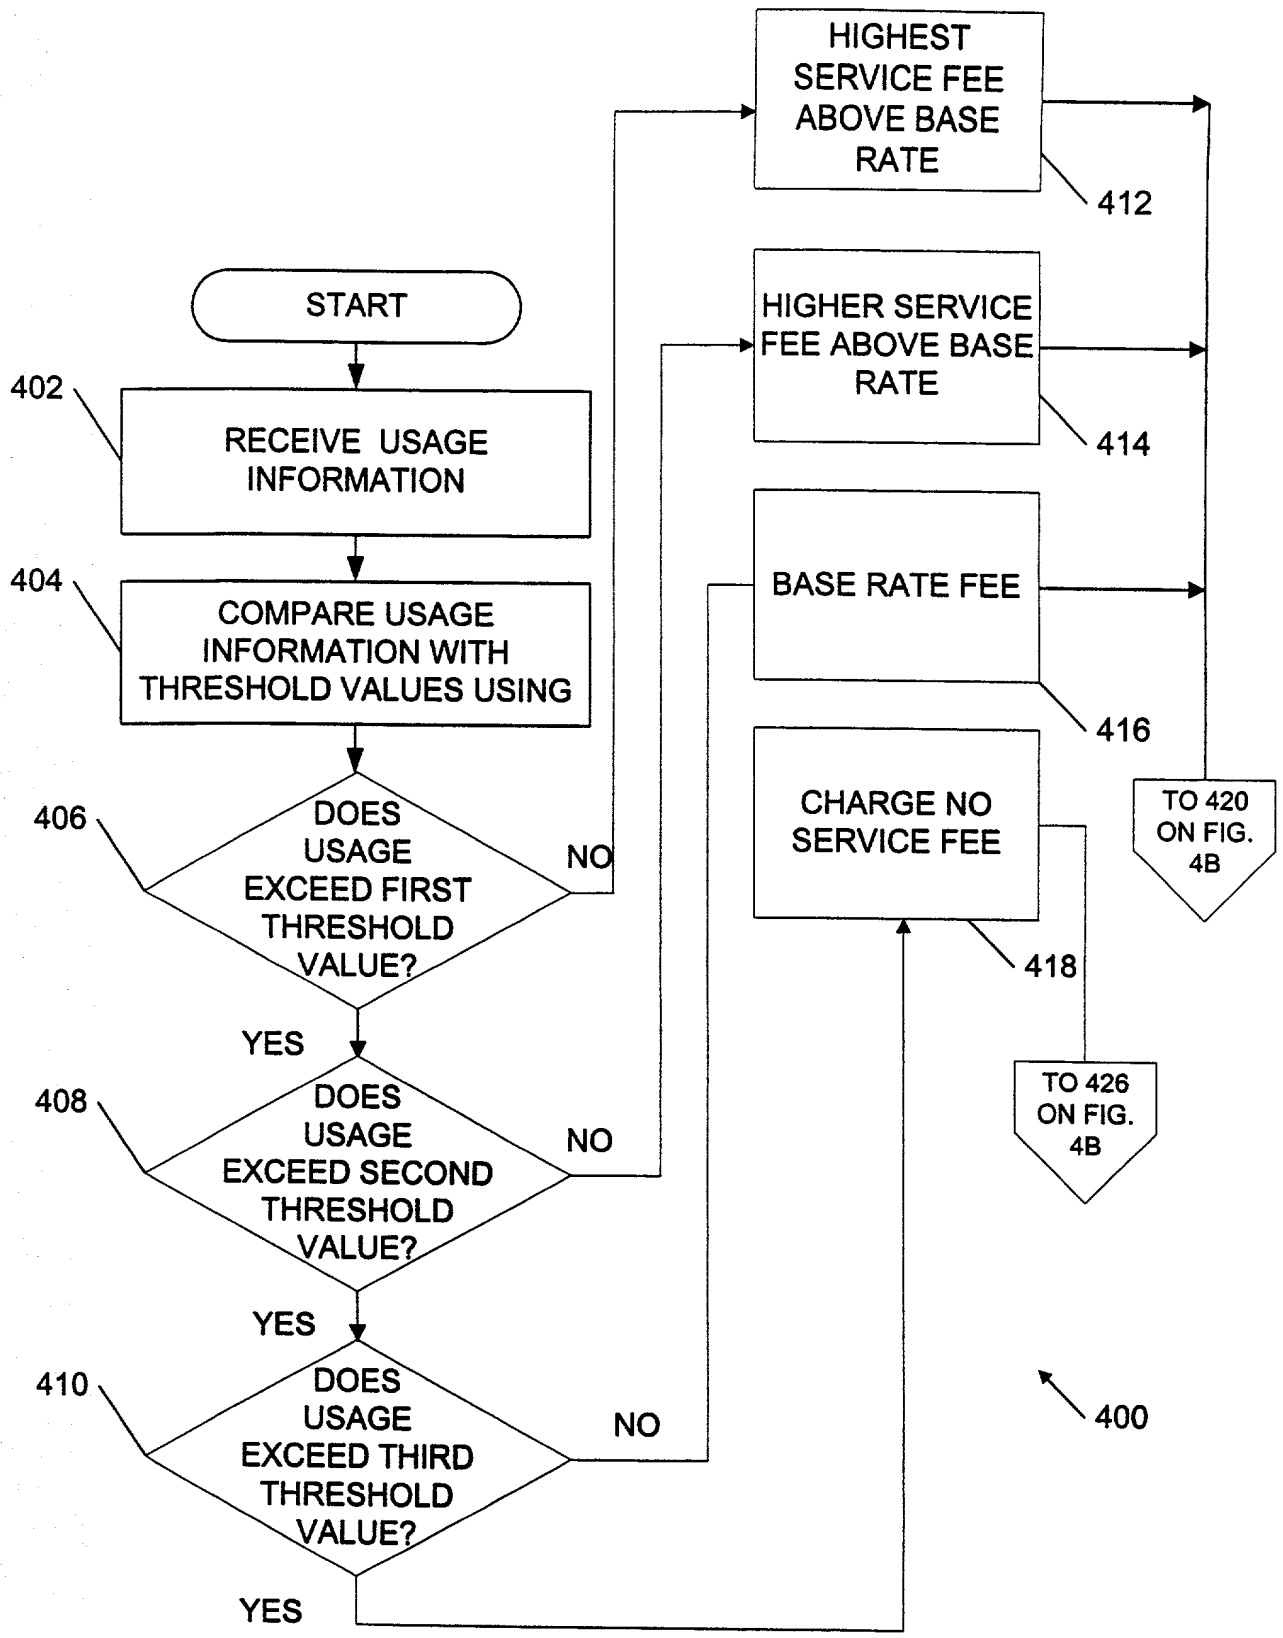 HIGHEST
SERVICE FEE
ABOVE BASE
RATE
412
HIGHER SERVICE
FEE ABOVE BASE
RATE
414
START
402
RECEIVE USAGE
INFORMATION
404
COMPARE USAGE
INFORMATION WITH
THRESHOLD VALUES USING
BASE RATE FEE
416
406
DOES
USAGE
EXCEED FIRST
THRESHOLD
VALUE?
NO
YES
CHARGE NO
SERVICE FEE
418
TO 420
ON FIG.
4B
408
DOES
USAGE
EXCEED SECOND
THRESHOLD
VALUE?
NO
YES
TO 426
ON FIG.
4B
410
DOES
USAGE
EXCEED THIRD
THRESHOLD
VALUE?
NO
YES
400